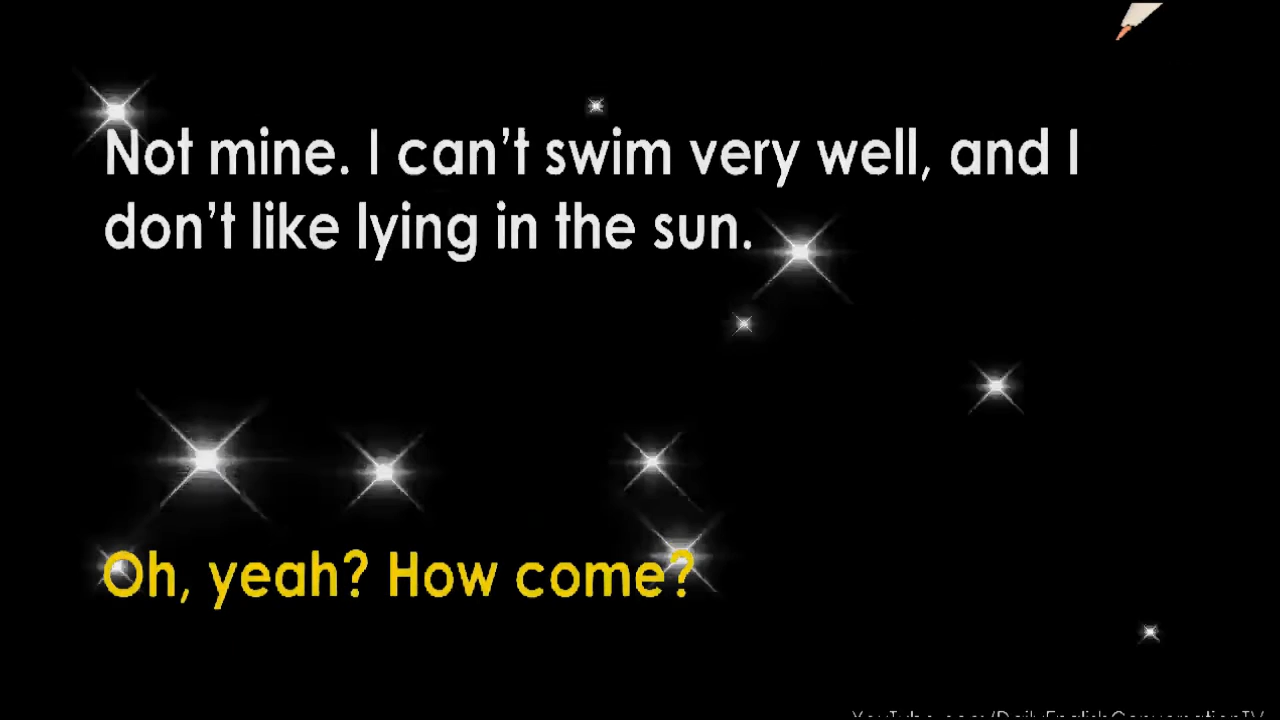 Not mine. I can't swim very well, and I
don't like lying in the sun.
Oh, yeah? How come?
YouTube.com/DailyEnglishConversationTV